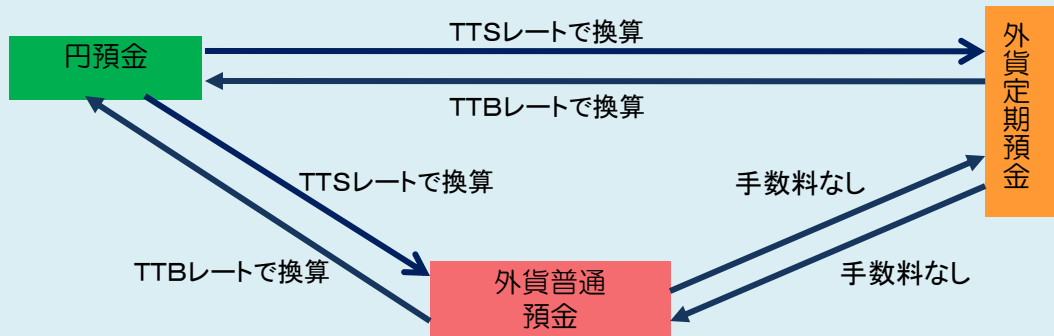 TTSレートで換算
円預金
TTBレートで換算
外貨定期預金
TTSレートで換算
手数料なし
TTBレートで換算
外貨普通
預金
手数料なし